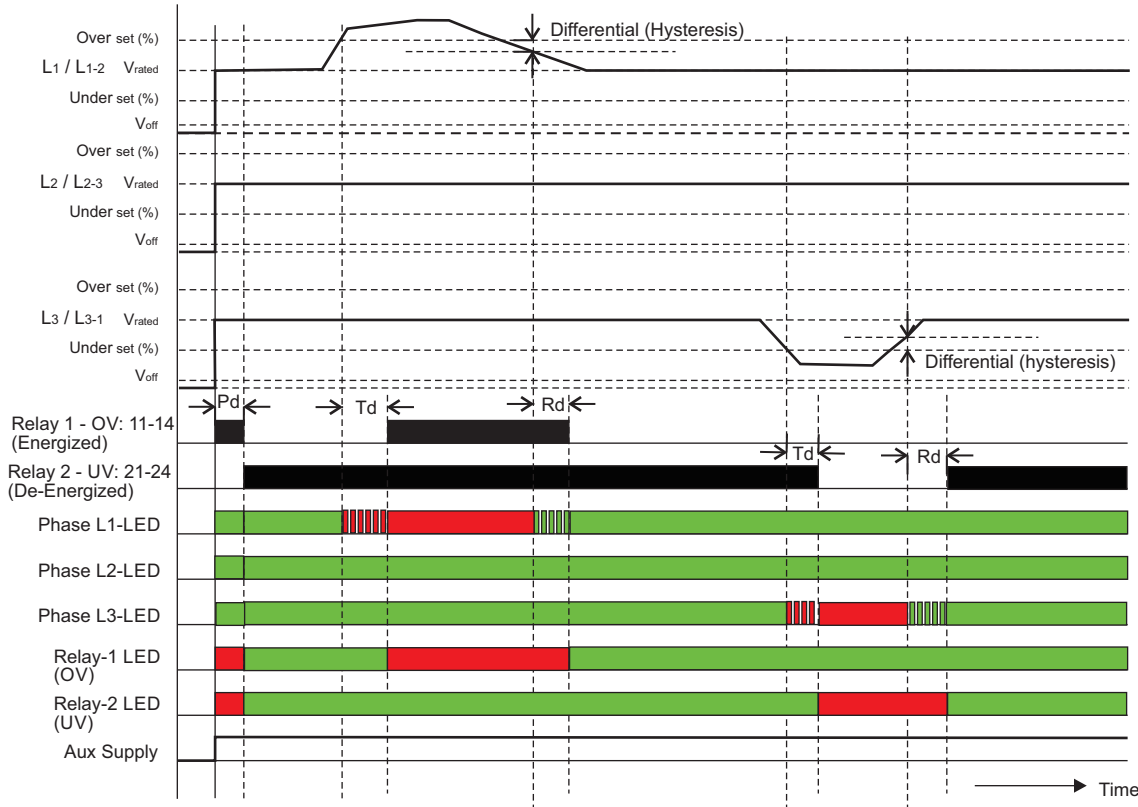 Differential (Hysteresis)
Over set (%)
L1 / L1-2 Vrated
Under set (%)
Voff
Over set (%)
L2 / L2-3 Vrated
Under set (%)
Voff
Over set (%)
L3 / L3-1 Vrated
Under set (%)
Differential (hysteresis)
Voff
Pd
Td
Rd
Relay 1 - OV: 11-14
(Energized)
Td
Rd
Relay 2 - UV: 21-24
(De-Energized)
Phase L1-LED
Phase L2-LED
Phase L3-LED
Relay-1 LED
(OV)
Relay-2 LED
(UV)
Aux Supply
Time